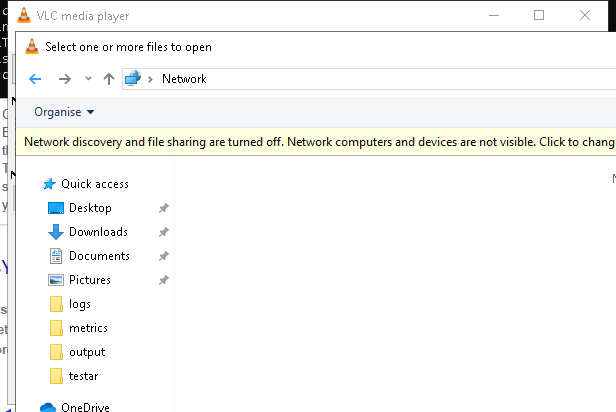 VLC media player
Select one or more files to open
Network
Organise
Network discovery and file sharing are turned off. Network computers and devices are not visible. Click to chang
Quick access
Desktop
Downloads
Documents
Pictures
logs
metrics
output
testar
OneDrive